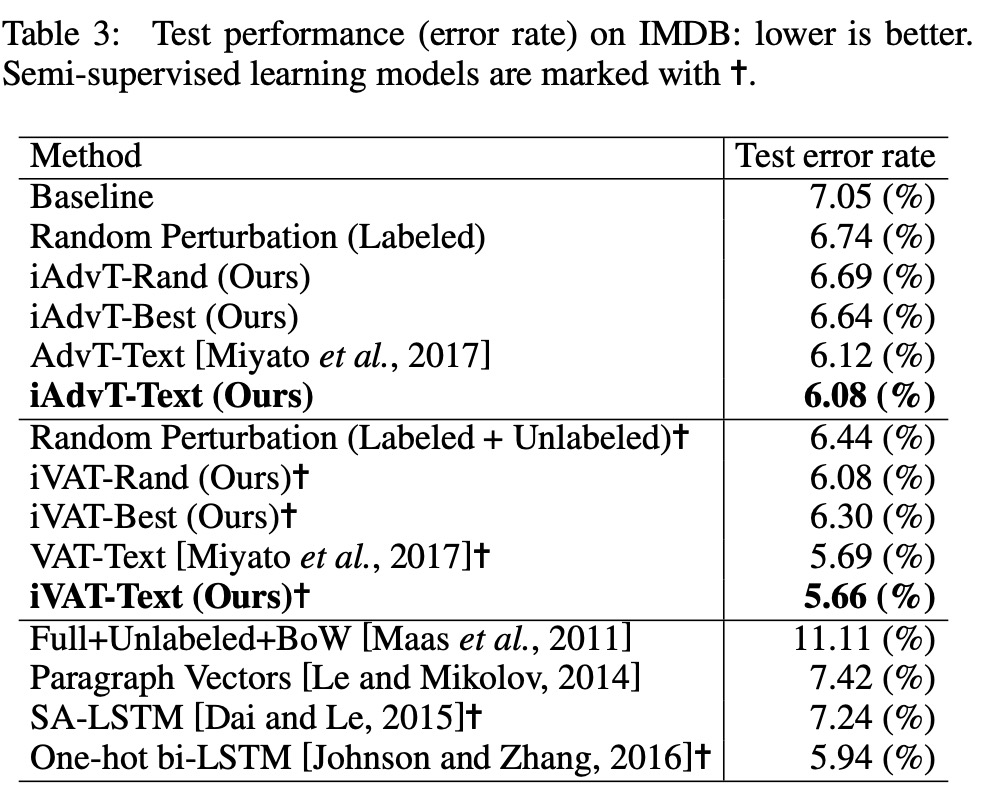 Table 3: Test performance (error rate) on IMDB: lower is better.
Semi-supervised learning models are marked with †.
Method Test error rate
Baseline 7.05 (%)
Random Perturbation (Labeled) 6.74 (%)
iAdvT-Rand (Ours) 6.69 (%)
iAdvT-Best (Ours) 6.64 (%)
AdvT-Text [Miyato et al., 2017] 6.12 (%)
iAdvT-Text (Ours) 6.08 (%)
Random Perturbation (Labeled + Unlabeled)† 6.44 (%)
iVAT-Rand (Ours)† 6.08 (%)
iVAT-Best (Ours)† 6.30 (%)
VAT-Text [Miyato et al., 2017]† 5.69 (%)
iVAT-Text (Ours)† 5.66 (%)
Full+Unlabeled+BoW [Maas et al., 2011] 11.11 (%)
Paragraph Vectors [Le and Mikolov, 2014] 7.42 (%)
SA-LSTM [Dai and Le, 2015]† 7.24 (%)
One-hot bi-LSTM [Johnson and Zhang, 2016]† 5.94 (%)